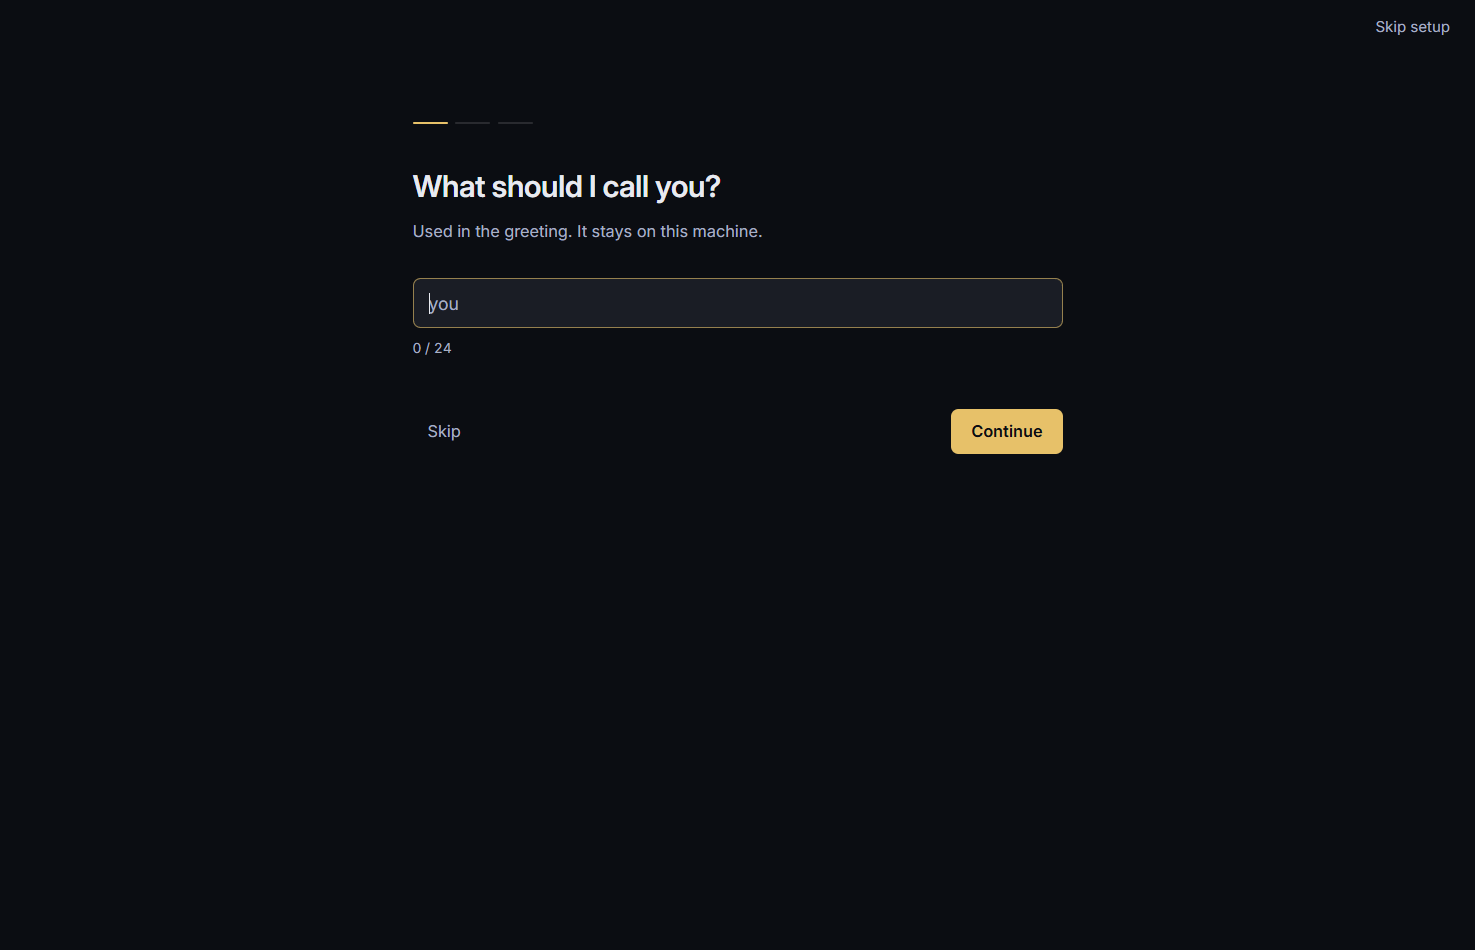 Skip setup
What should I call you?
Used in the greeting. It stays on this machine.
you
0 / 24
Skip
Continue